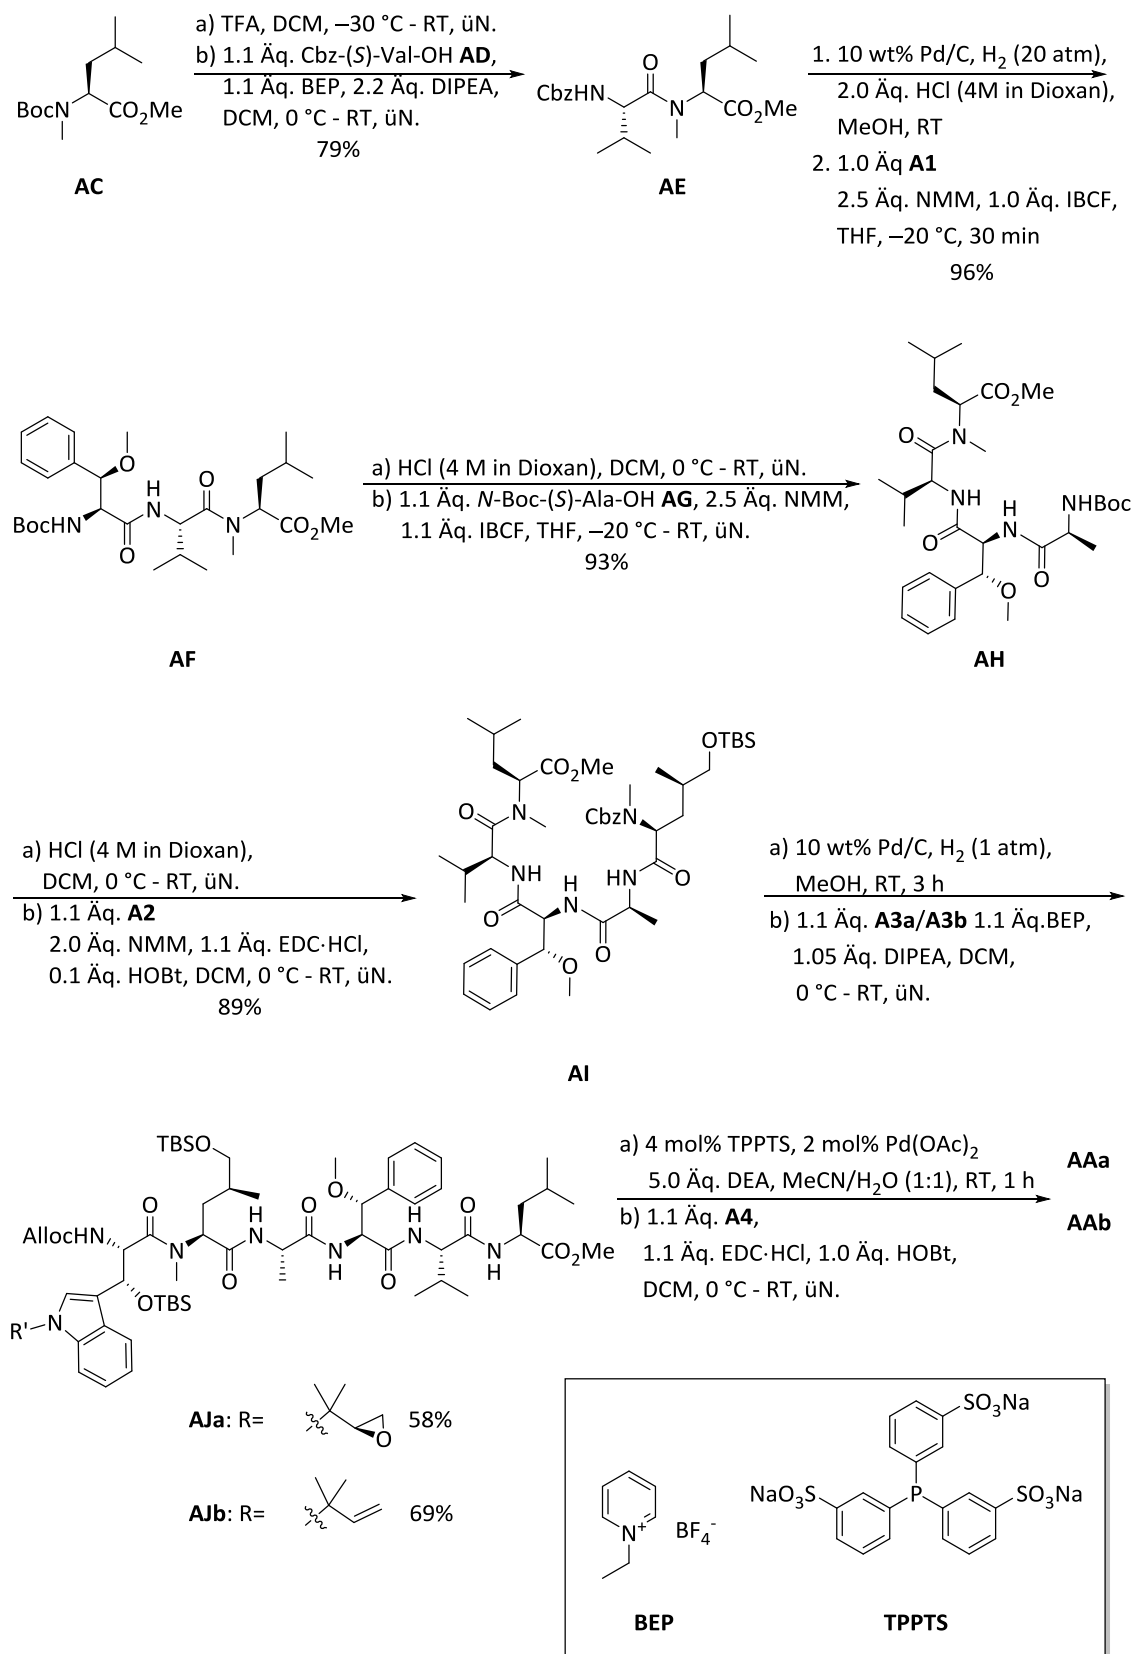 a) TFA, DCM, –30 °C - RT, üN.
b) 1.1 Äq. Cbz-(S)-Val-OH AD,
1.1 Äq. BEP, 2.2 Äq. DIPEA,
DCM, 0 °C - RT, üN.
79%
BocN
CO2Me
AC
CbzHN
O
N
CO2Me
AE
1. 10 wt% Pd/C, H2 (20 atm),
2.0 Äq. HCl (4M in Dioxan),
MeOH, RT
2. 1.0 Äq A1
2.5 Äq. NMM, 1.0 Äq. IBCF,
THF, –20 °C, 30 min
96%
O
BocHN
O
H
N
O
N
CO2Me
AF
a) HCl (4 M in Dioxan), DCM, 0 °C - RT, üN.
b) 1.1 Äq. N-Boc-(S)-Ala-OH AG, 2.5 Äq. NMM,
1.1 Äq. IBCF, THF, –20 °C - RT, üN.
93%
CO2Me
O
N
NH
O
H
N
O
NHBoc
O
AH
a) HCl (4 M in Dioxan),
DCM, 0 °C - RT, üN.
b) 1.1 Äq. A2
2.0 Äq. NMM, 1.1 Äq. EDC·HCl,
0.1 Äq. HOBt, DCM, 0 °C - RT, üN.
89%
OTBS
CO2Me
O
N
CbzN
NH
O
H
N
O
HN
O
O
AI
a) 10 wt% Pd/C, H2 (1 atm),
MeOH, RT, 3 h
b) 1.1 Äq. A3a/A3b 1.1 Äq.BEP,
1.05 Äq. DIPEA, DCM,
0 °C - RT, üN.
TBSO
AllocHN
O
N
O
H
N
O
N
H
O
O
H
N
O
N
H
CO2Me
OTBS
R'
N
a) 4 mol% TPPTS, 2 mol% Pd(OAc)2
5.0 Äq. DEA, MeCN/H2O (1:1), RT, 1 h
b) 1.1 Äq. A4,
1.1 Äq. EDC·HCl, 1.0 Äq. HOBt,
DCM, 0 °C - RT, üN.
AAa
AAb
AJa: R=
O
58%
AJb: R=
69%
N+
BF4-
BEP
SO3Na
NaO3S
P
SO3Na
TPPTS